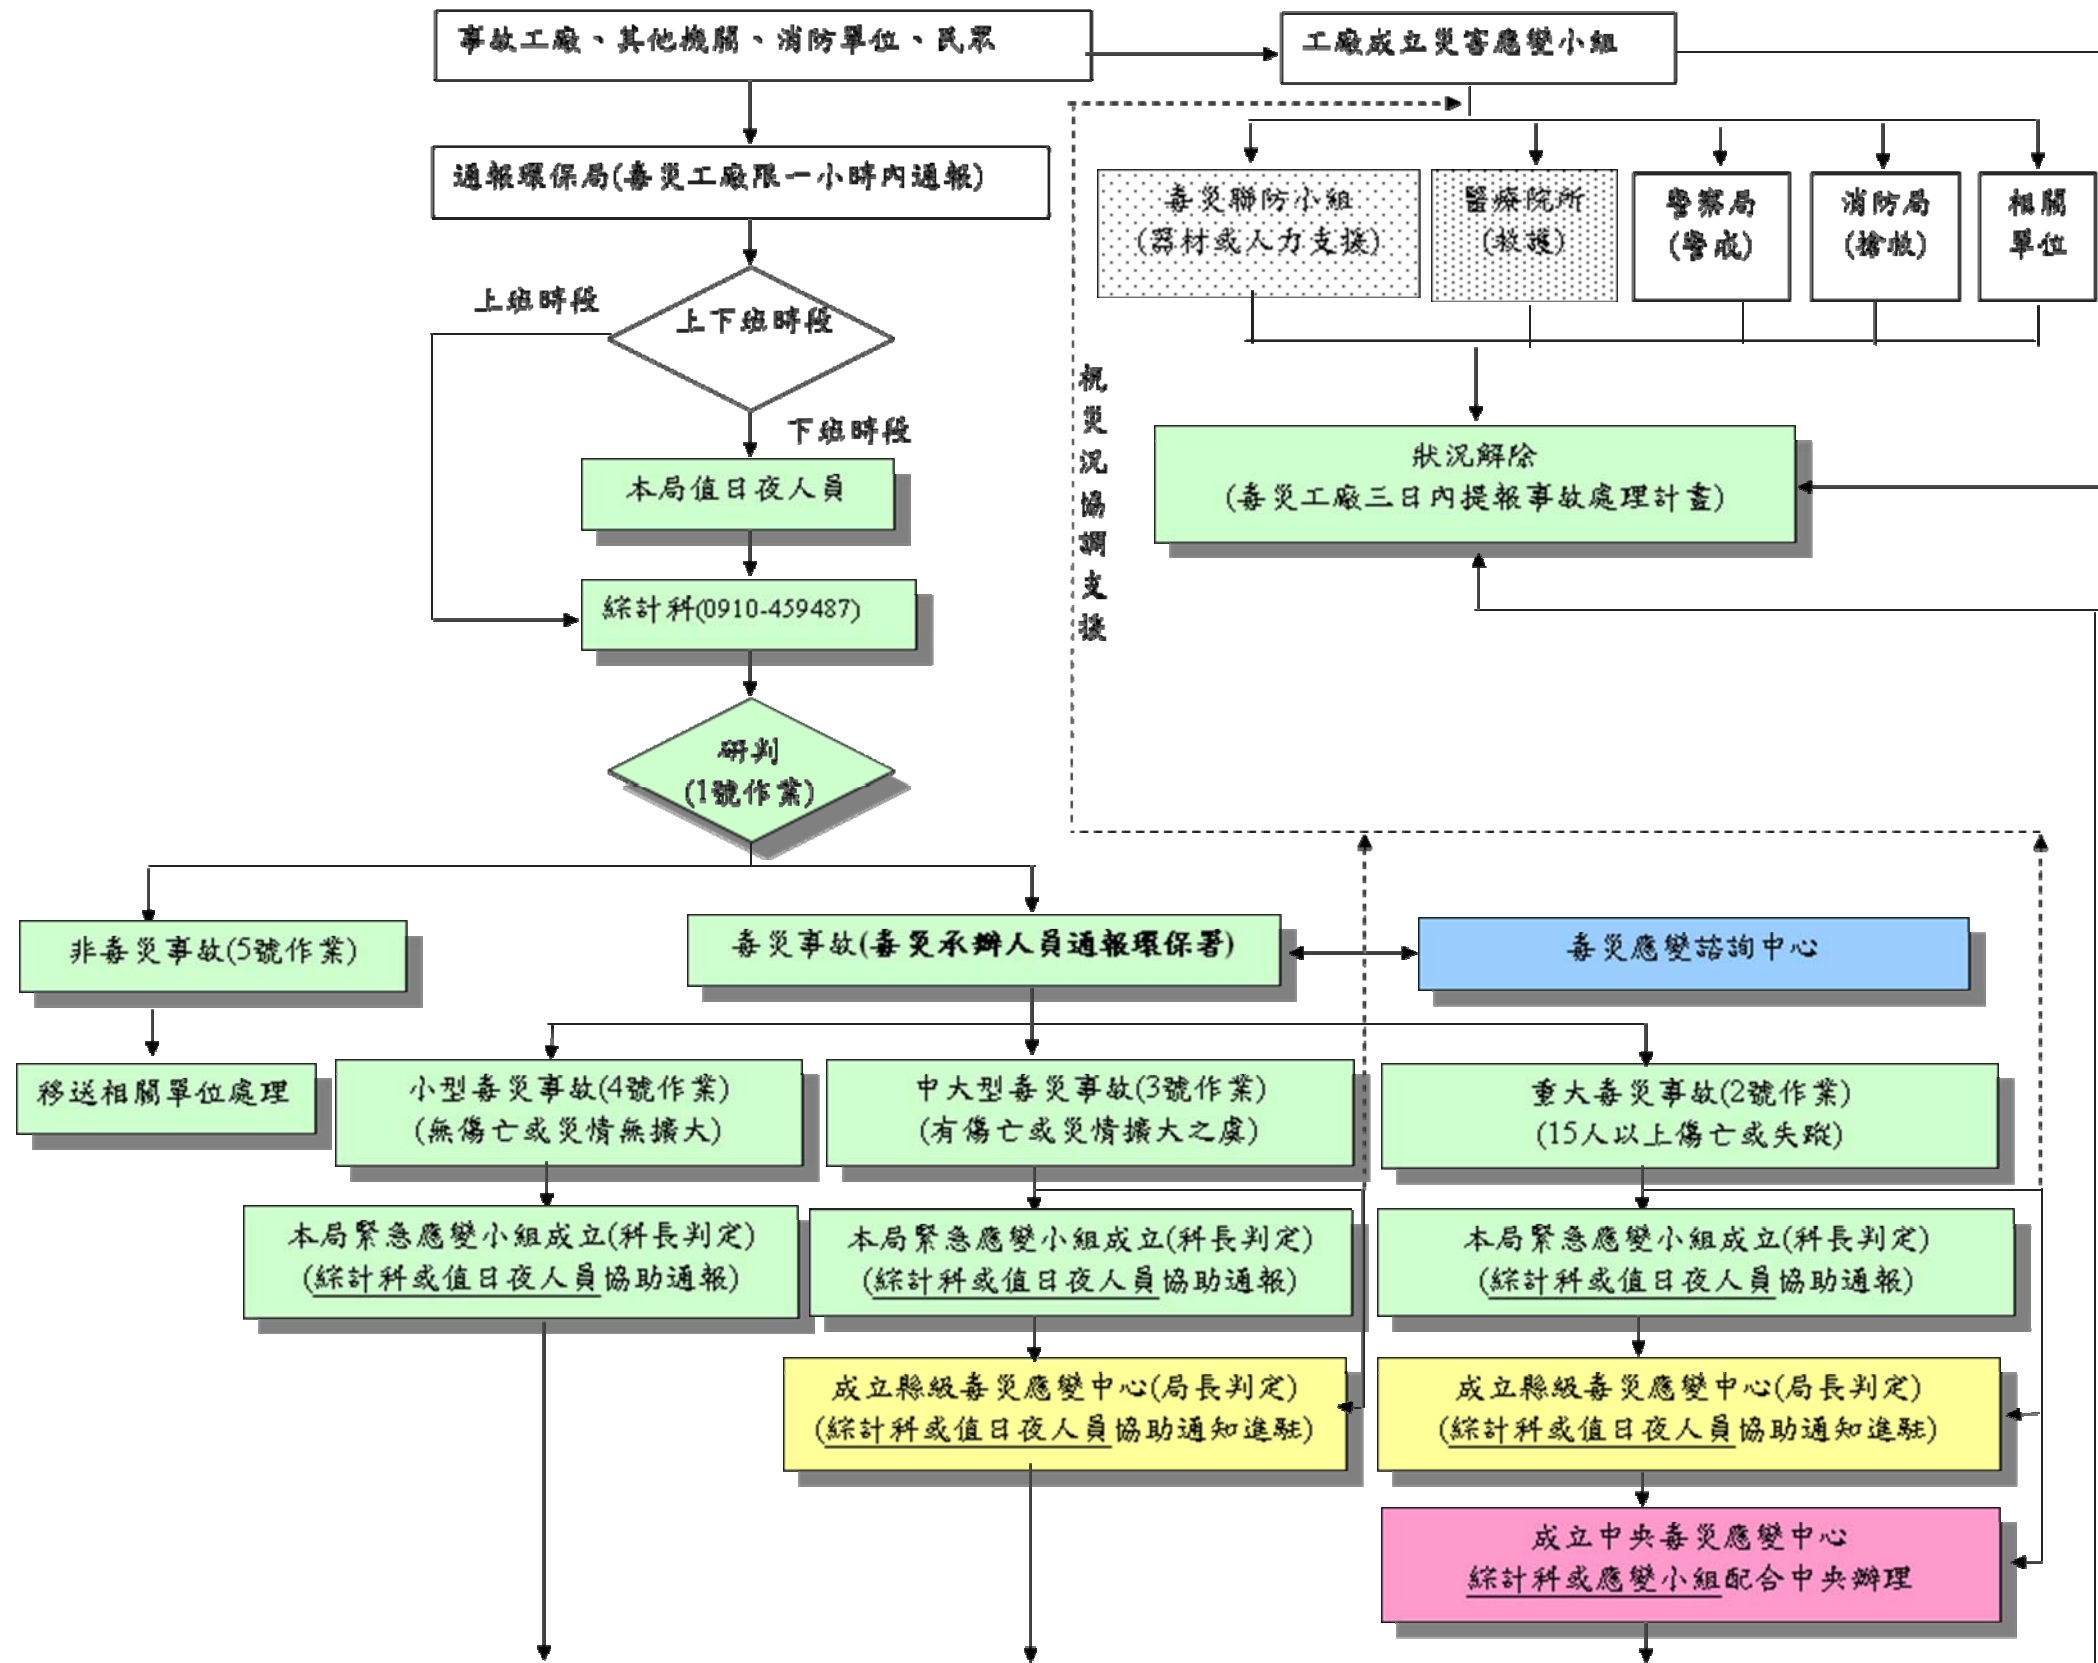 事故工廠、其他機關、消防單位、民眾
工廠成立災害應變小組
通報環保局(毒災工廠限一小時內通報)
毒災聯防小組
(器材或人力支援)
醫療院所
(救護)
警察局
(警戒)
消防局
(搶救)
相關
單位
上班時段
上下班時段
下班時段
視災況協調支援
狀況解除
(毒災工廠三日內提報事故處理計畫)
本局值日夜人員
綜計科(0910-459487)
研判
(1號作業)
非毒災事故(5號作業)
毒災事故(毒災承辦人員通報環保署)
毒災應變諮詢中心
移送相關單位處理
小型毒災事故(4號作業)
(無傷亡或災情無擴大)
中大型毒災事故(3號作業)
(有傷亡或災情擴大之虞)
重大毒災事故(2號作業)
(15人以上傷亡或失蹤)
本局緊急應變小組成立(科長判定)
(綜計科或值日夜人員協助通報)
本局緊急應變小組成立(科長判定)
(綜計科或值日夜人員協助通報)
本局緊急應變小組成立(科長判定)
(綜計科或值日夜人員協助通報)
成立縣級毒災應變中心(局長判定)
(綜計科或值日夜人員協助通知進駐)
成立縣級毒災應變中心(局長判定)
(綜計科或值日夜人員協助通知進駐)
成立中央毒災應變中心
綜計科或應變小組配合中央辦理